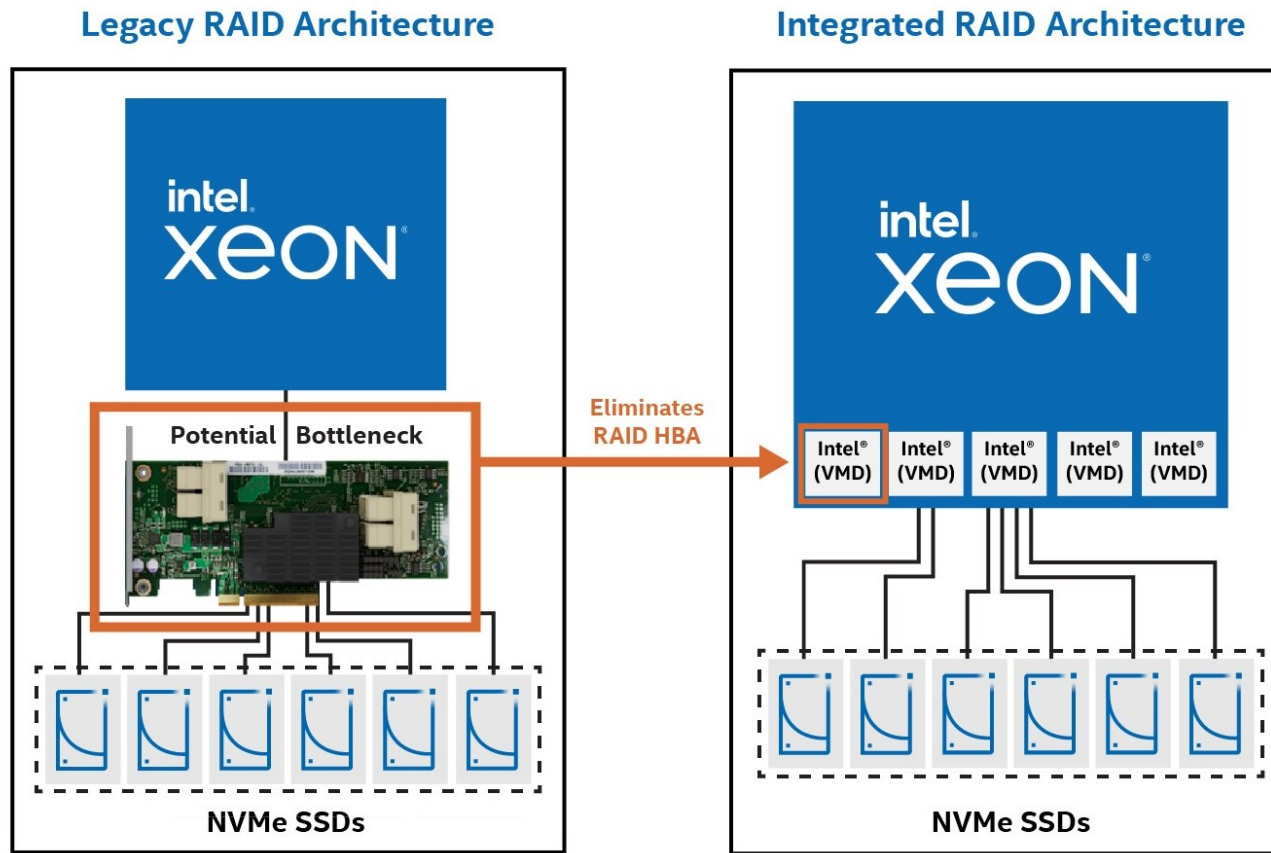 Legacy RAID Architecture
Integrated RAID Architecture
intel.
xeon®
Potential Bottleneck
NVMe SSDs
Eliminates
RAID HBA
intel.
xeon®
Intel® Intel® Intel® Intel® Intel®
(VMD) (VMD) (VMD) (VMD) (VMD)
NVMe SSDs